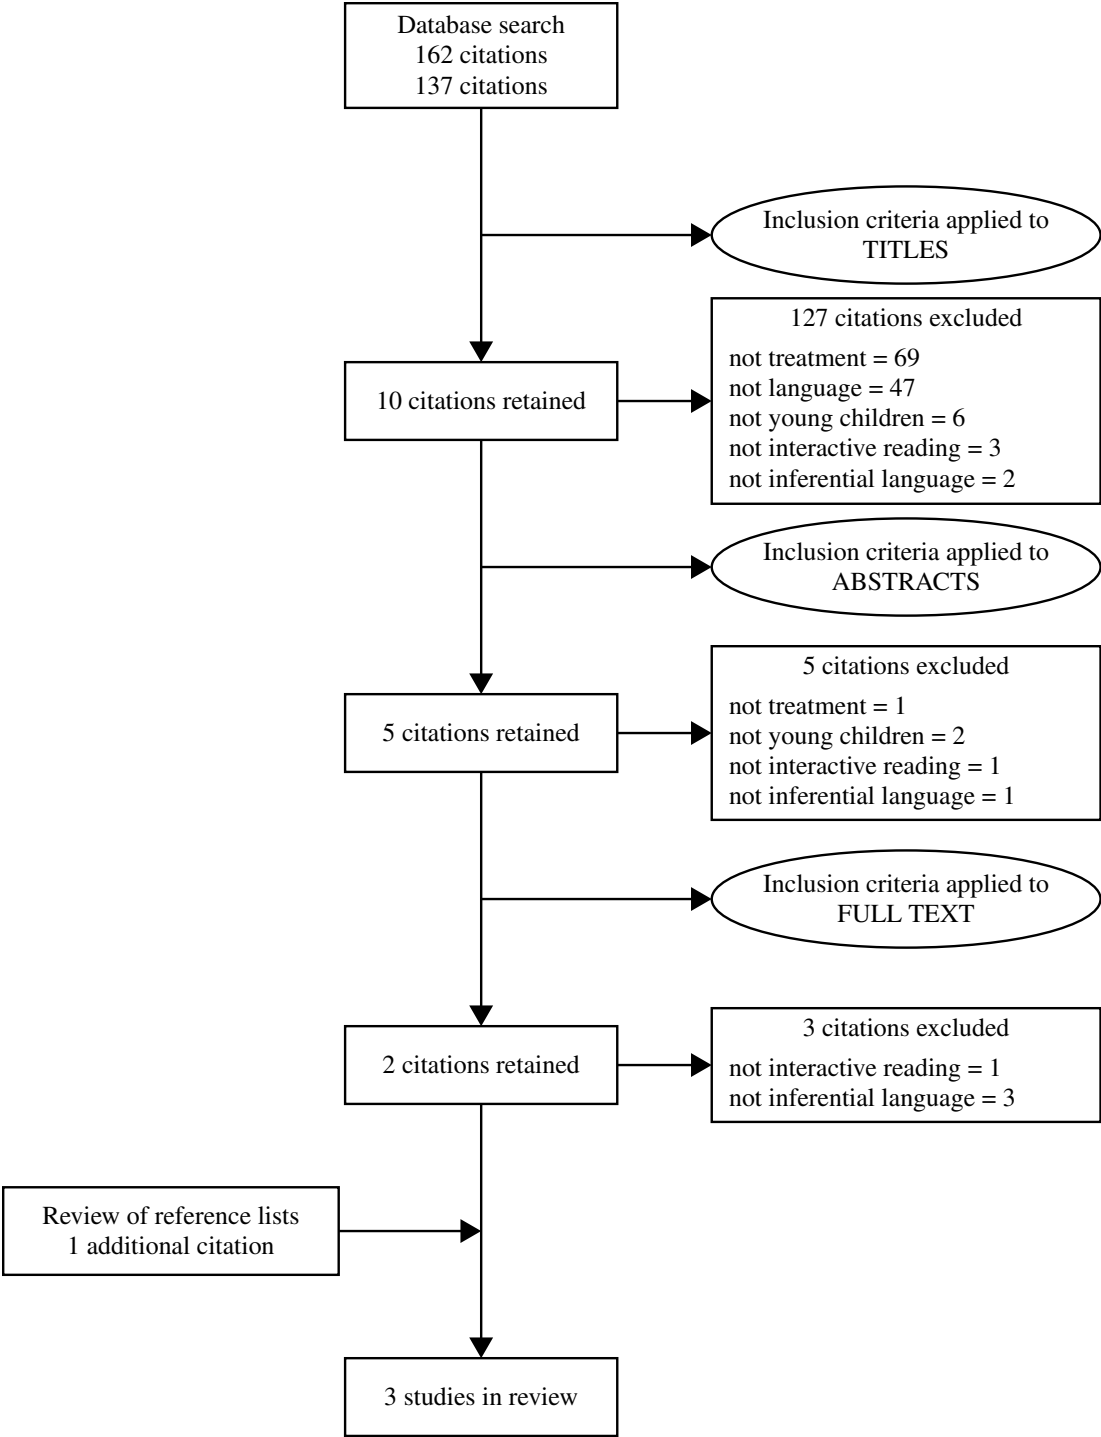 Database search
162 citations
137 citations
Inclusion criteria applied to
TITLES
127 citations excluded
not treatment = 69
not language = 47
not young children = 6
not interactive reading = 3
not inferential language = 2
10 citations retained
Inclusion criteria applied to
ABSTRACTS
5 citations excluded
not treatment = 1
not young children = 2
not interactive reading = 1
not inferential language = 1
5 citations retained
Inclusion criteria applied to
FULL TEXT
3 citations excluded
not interactive reading = 1
not inferential language = 3
2 citations retained
Review of reference lists
1 additional citation
3 studies in review